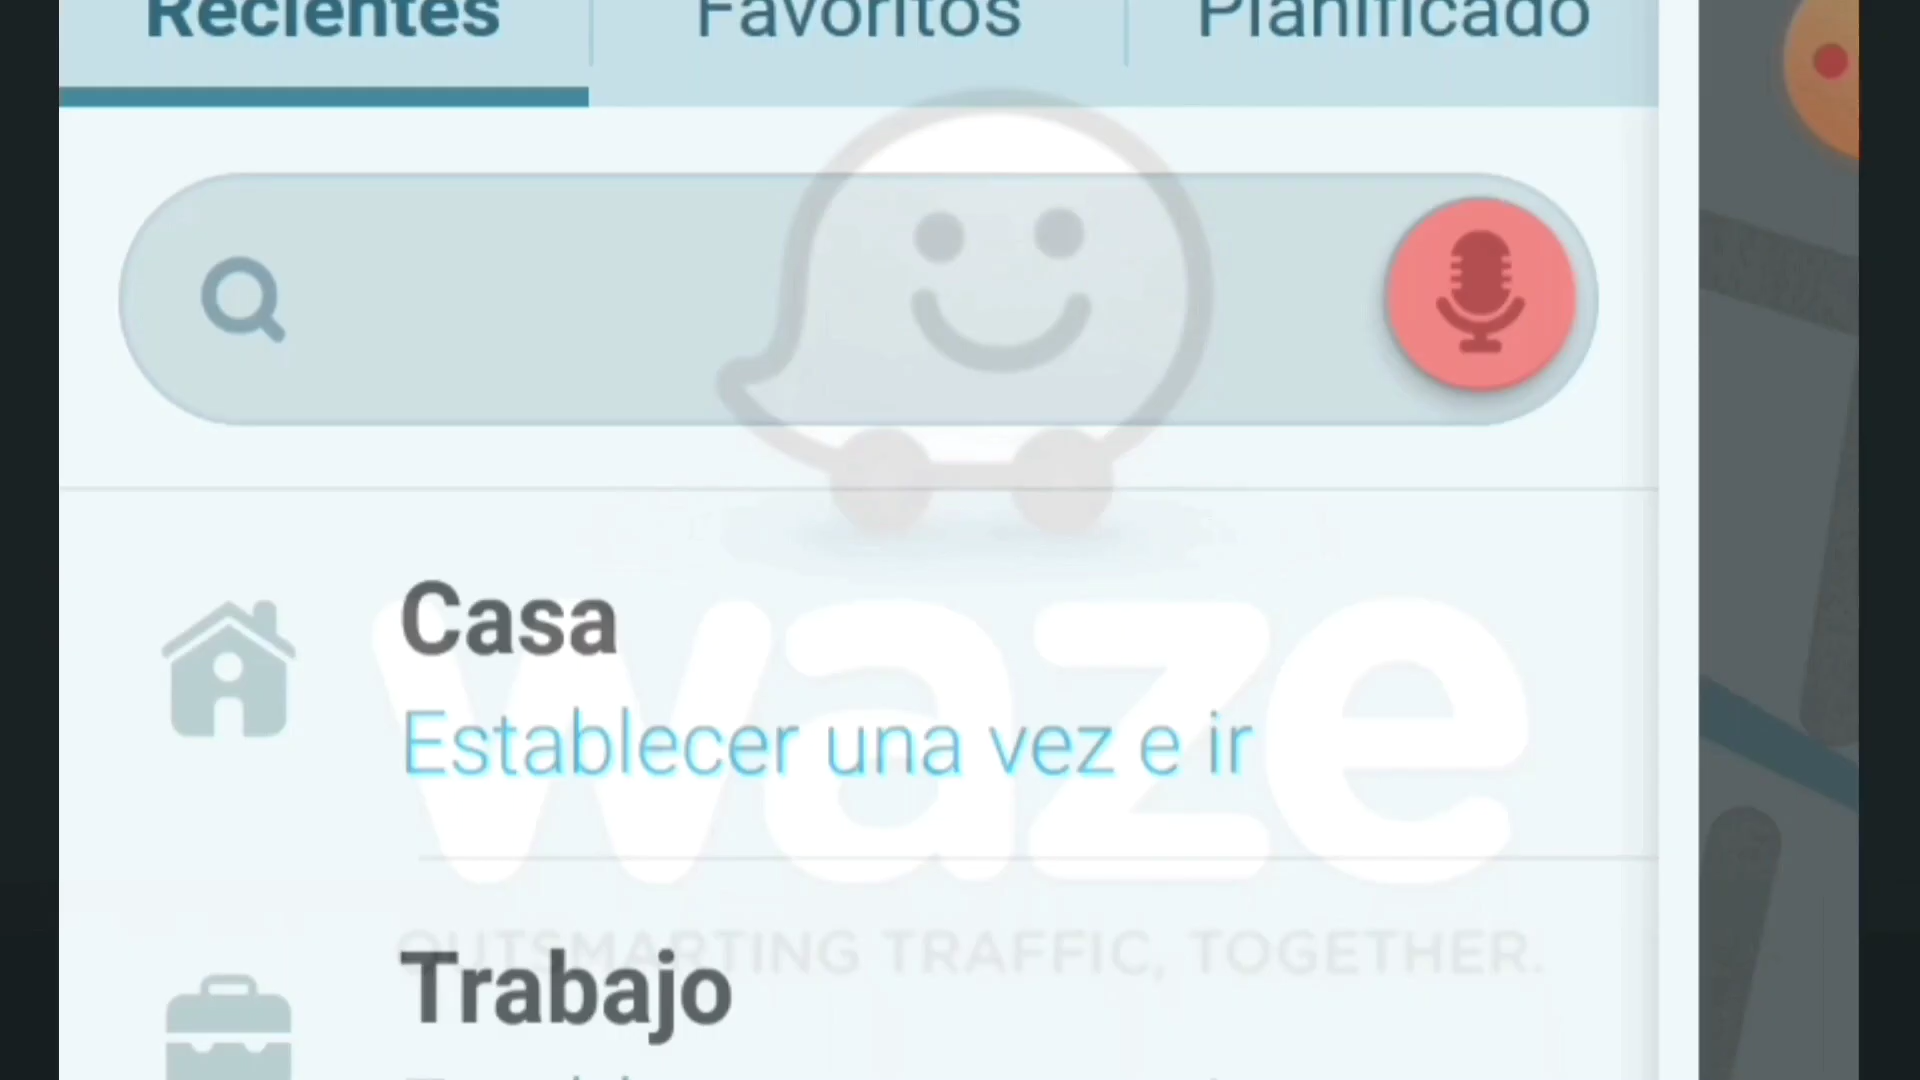 Recientes Favoritos Planificado
Casa
Establecer una vez e ir
waze
OUTSMARTING TRAFFIC, TOGETHER.
Trabajo